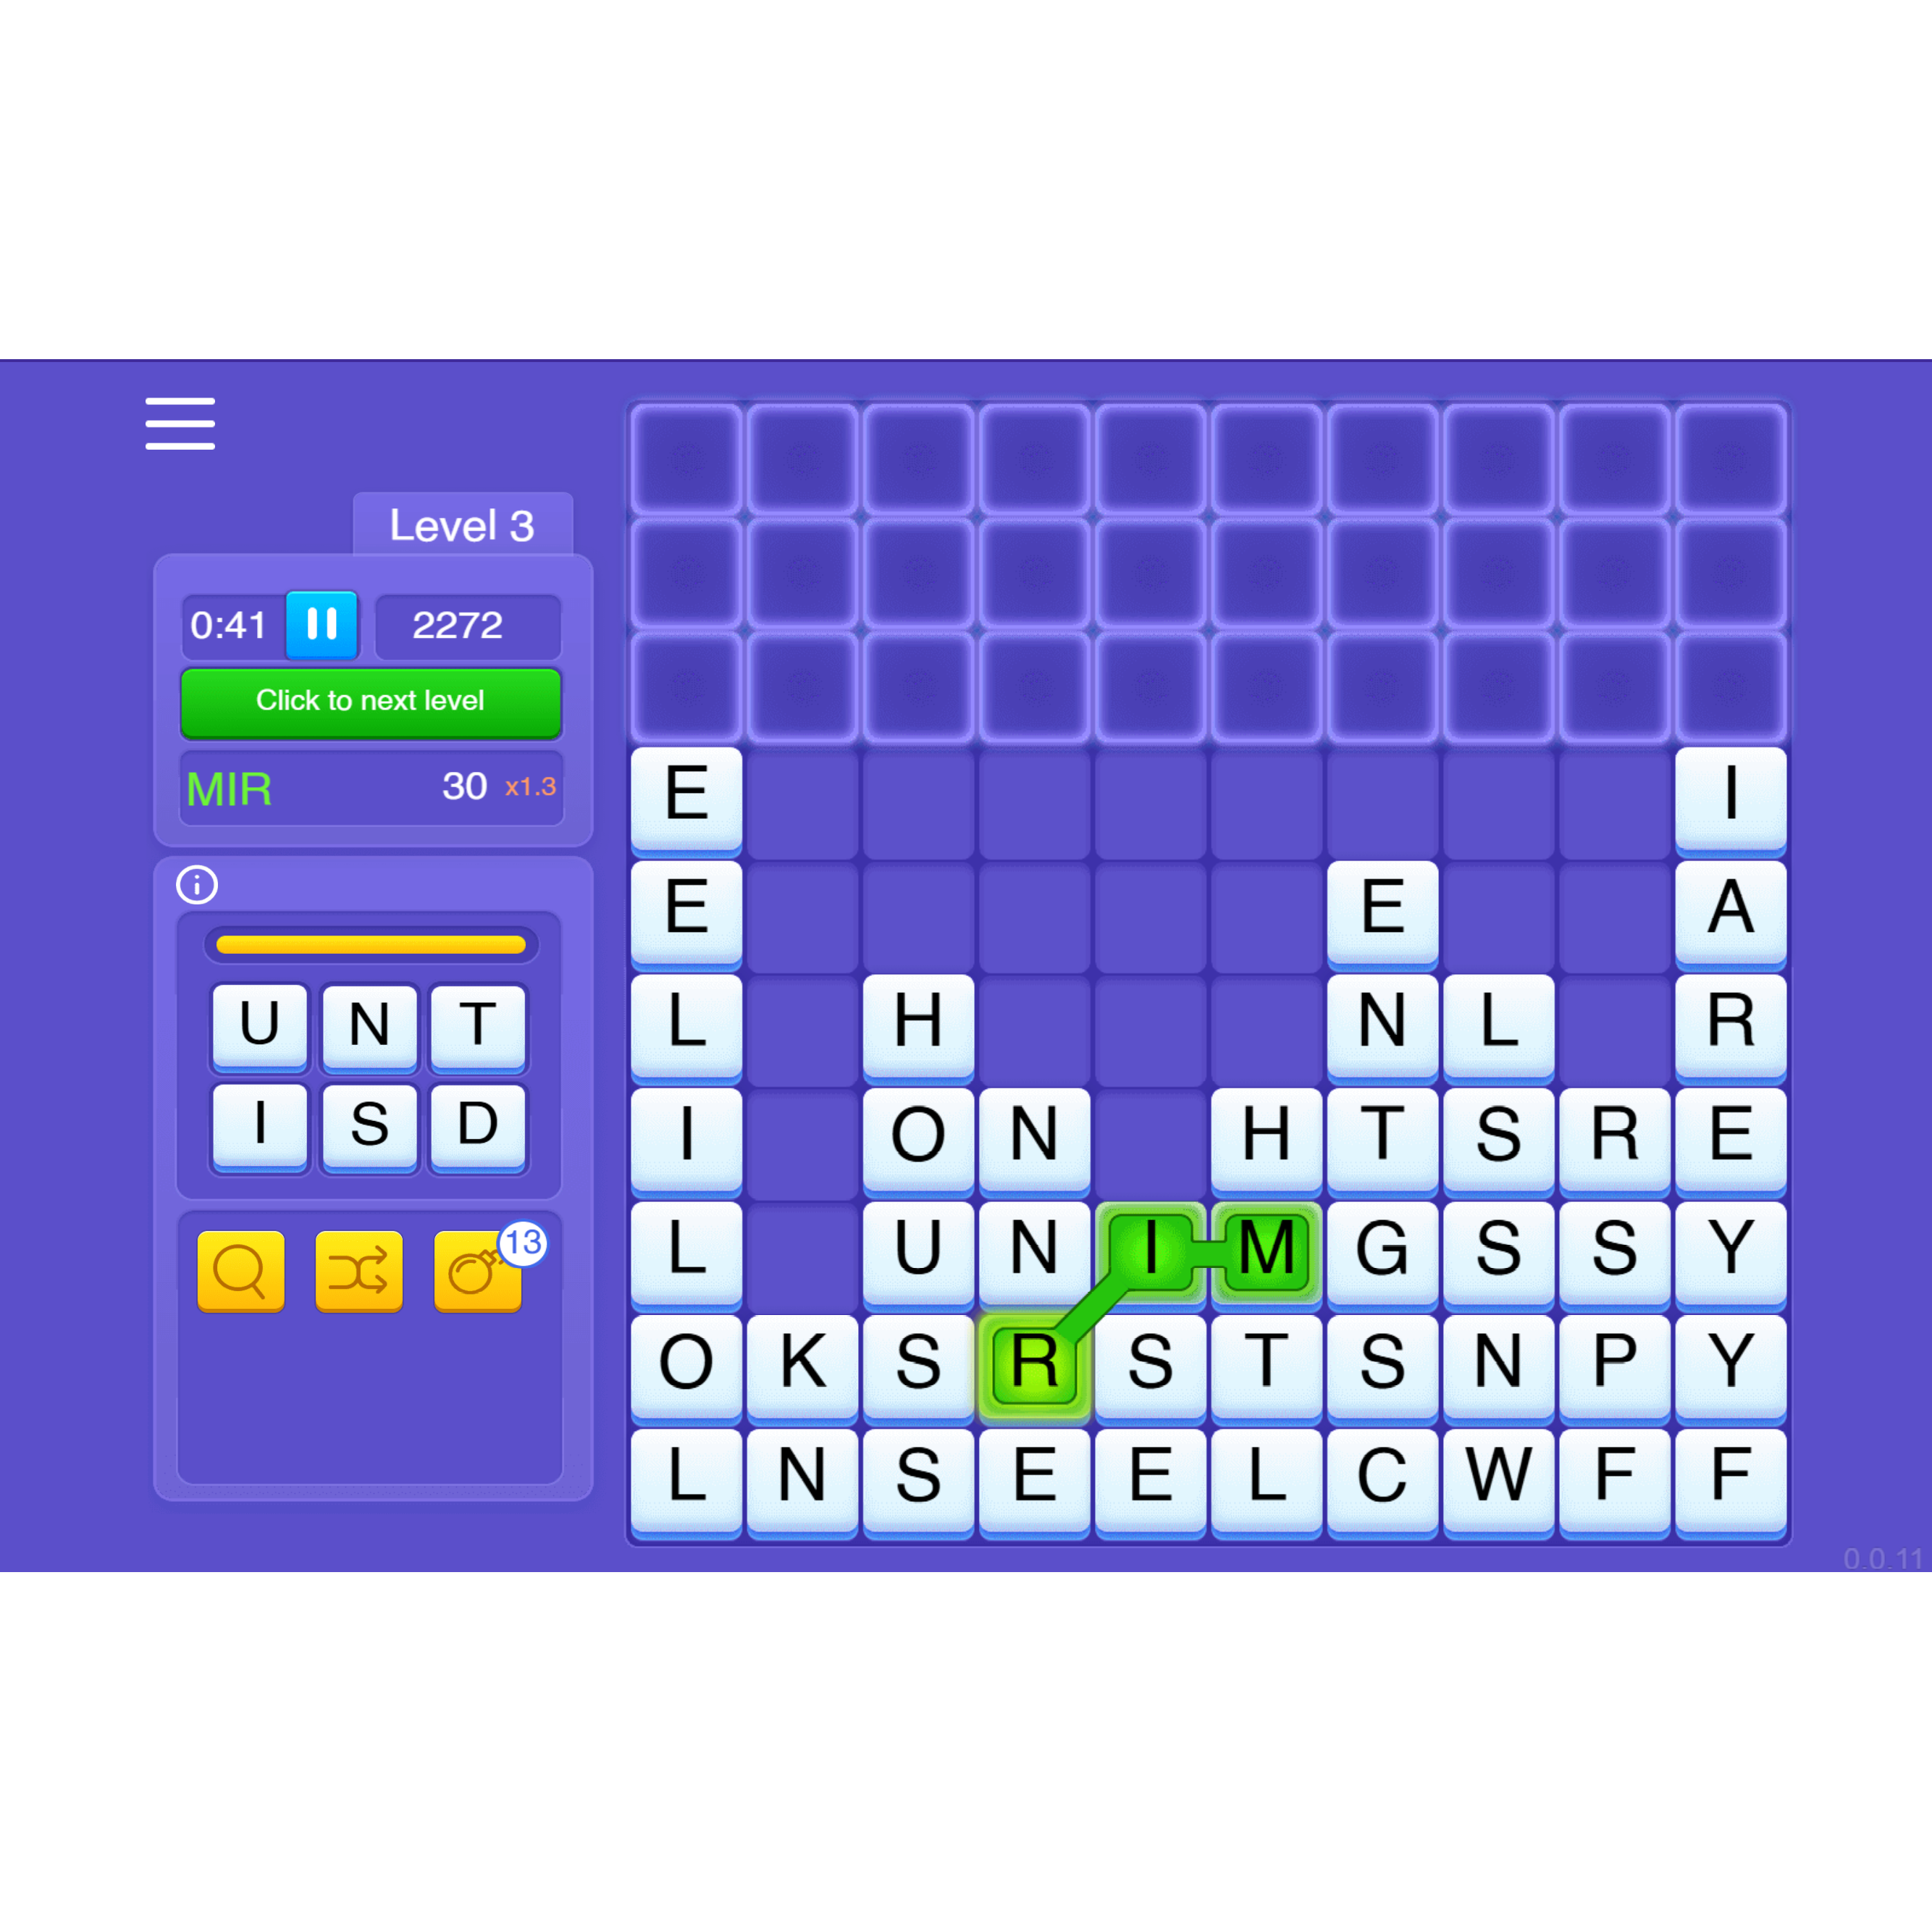 Level 3
0:41 2272
Click to next level
MIR 30 x1.3
i
U N T
I S D
13
E I
E E A
L H N L R
I O N H T S R E
L U N I M G S S Y
O K S R S T S N P Y
L N S E E L C W F F
0.0.11